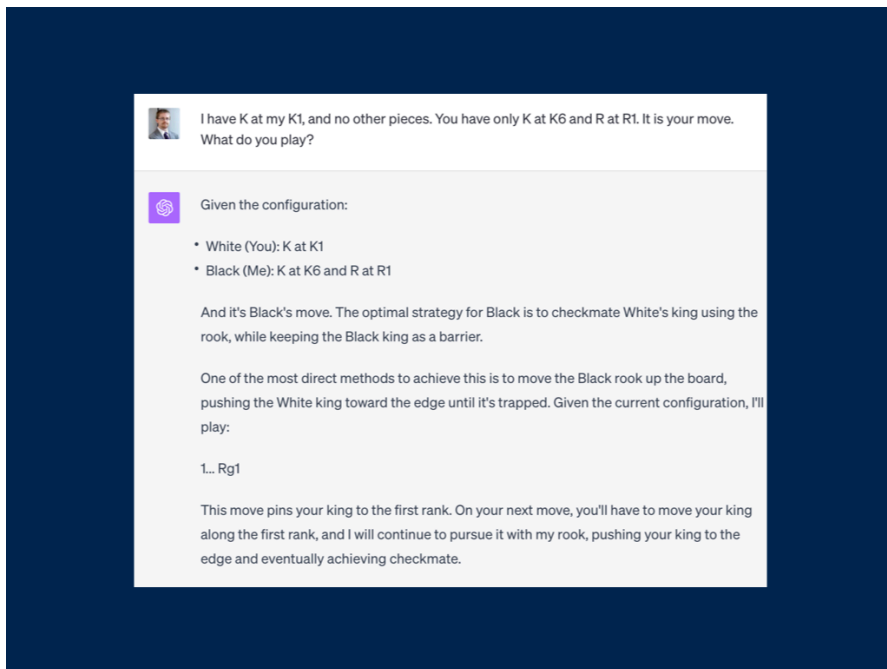 I have K at my K1, and no other pieces. You have only K at K6 and R at R1. It is your move.
What do you play?
Given the configuration:
• White (You): K at K1
• Black (Me): K at K6 and R at R1
And it's Black's move. The optimal strategy for Black is to checkmate White's king using the
rook, while keeping the Black king as a barrier.
One of the most direct methods to achieve this is to move the Black rook up the board,
pushing the White king toward the edge until it's trapped. Given the current configuration, I'll
play:
1... Rg1
This move pins your king to the first rank. On your next move, you'll have to move your king
along the first rank, and I will continue to pursue it with my rook, pushing your king to the
edge and eventually achieving checkmate.